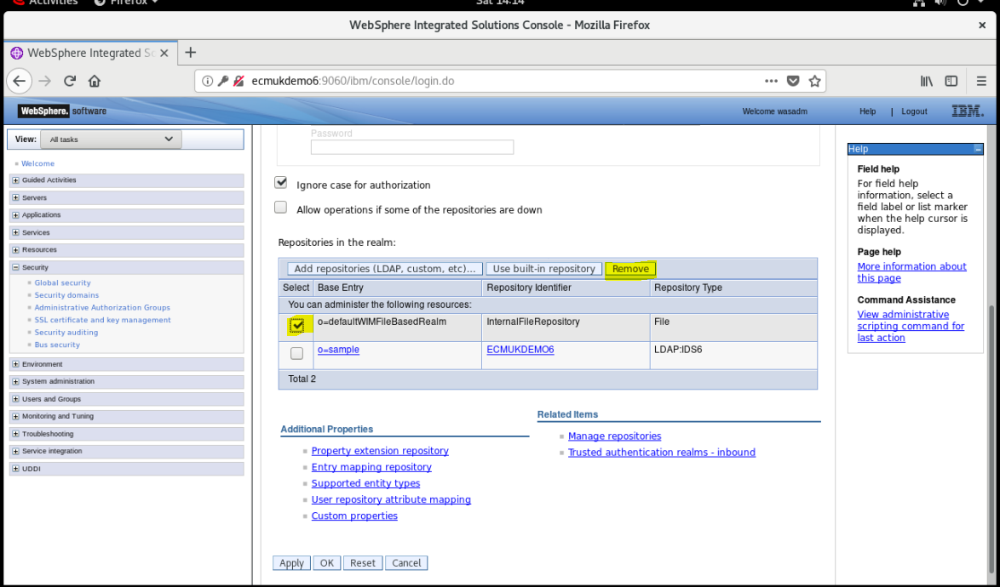 Activities Firefox Sat 14:14
WebSphere Integrated Solutions Console - Mozilla Firefox
WebSphere Integrated So
ecmukdemo6:9060/ibm/console/login.do
WebSphere. software Welcome wasadm Help | Logout IBM.
View: All tasks
Welcome
Guided Activities
Servers
Applications
Services
Resources
Security
Global security
Security domains
Administrative Authorization Groups
SSL certificate and key management
Security auditing
Bus security
Environment
System administration
Users and Groups
Monitoring and Tuning
Troubleshooting
Service integration
UDDI
Password
Ignore case for authorization
Allow operations if some of the repositories are down
Repositories in the realm:
Add repositories (LDAP, custom, etc)... Use built-in repository Remove
Select Base Entry Repository Identifier Repository Type
You can administer the following resources:
o=defaultWIMFileBasedRealm InternalFileRepository File
o=sample ECMUKDEMO6 LDAP:IDS6
Total 2
Additional Properties
Property extension repository
Entry mapping repository
Supported entity types
User repository attribute mapping
Custom properties
Related Items
Manage repositories
Trusted authentication realms - inbound
Apply OK Reset Cancel
Help
Field help
For field help
information, select a
field label or list marker
when the help cursor is
displayed.
Page help
More information about
this page
Command Assistance
View administrative
scripting command for
last action